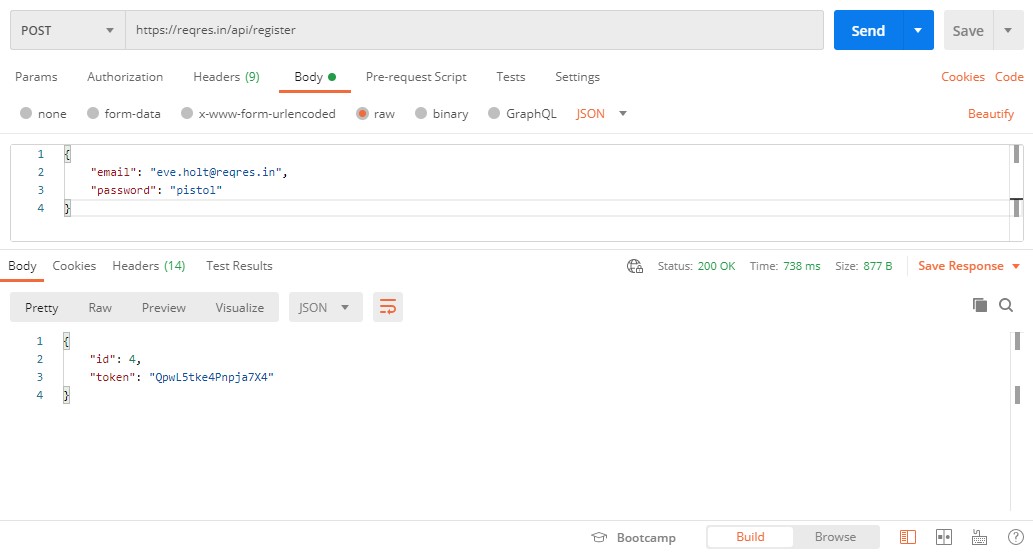 POST https://reqres.in/api/register Send Save
Params Authorization Headers (9) Body Pre-request Script Tests Settings Cookies Code
none form-data x-www-form-urlencoded raw binary GraphQL JSON Beautify
1 {
2 "email": "eve.holt@reqres.in",
3 "password": "pistol"
4 }
Body Cookies Headers (14) Test Results Status: 200 OK Time: 738 ms Size: 877 B Save Response
Pretty Raw Preview Visualize JSON
1 {
2 "id": 4,
3 "token": "QpwL5tke4Pnpja7X4"
4 }
Bootcamp Build Browse ?